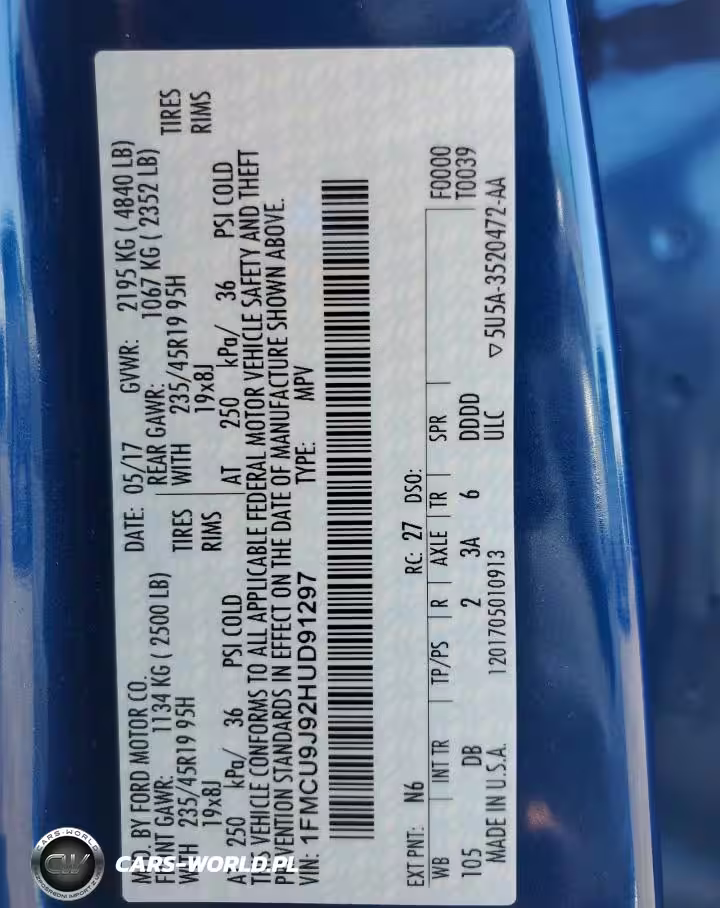 MFD. BY FORD MOTOR CO. DATE: 05/17 GVWR: 2195 KG ( 4840 LB)
FRONT GAWR: 1134 KG ( 2500 LB) REAR GAWR: 1067 KG ( 2352 LB)
WITH 235/45R19 95H TIRES WITH 235/45R19 95H TIRES
19x8J RIMS 19x8J RIMS
AT 250 kPa/ 36 PSI COLD AT 250 kPa/ 36 PSI COLD
THIS VEHICLE CONFORMS TO ALL APPLICABLE FEDERAL MOTOR VEHICLE SAFETY AND THEFT
PREVENTION STANDARDS IN EFFECT ON THE DATE OF MANUFACTURE SHOWN ABOVE.
VIN: 1FMCU9J92HUD91297 TYPE: MPV
EXT PNT: N6 RC: 27 DSO: F0000
WB INT TR TP/PS R AXLE TR SPR T0039
105 DB 2 3A 6 DDDD
MADE IN U.S.A. 1201705010913 ULC ▽5U5A-3520472-AA
CARS-WORLD
CW
CARS-WORLD.PL